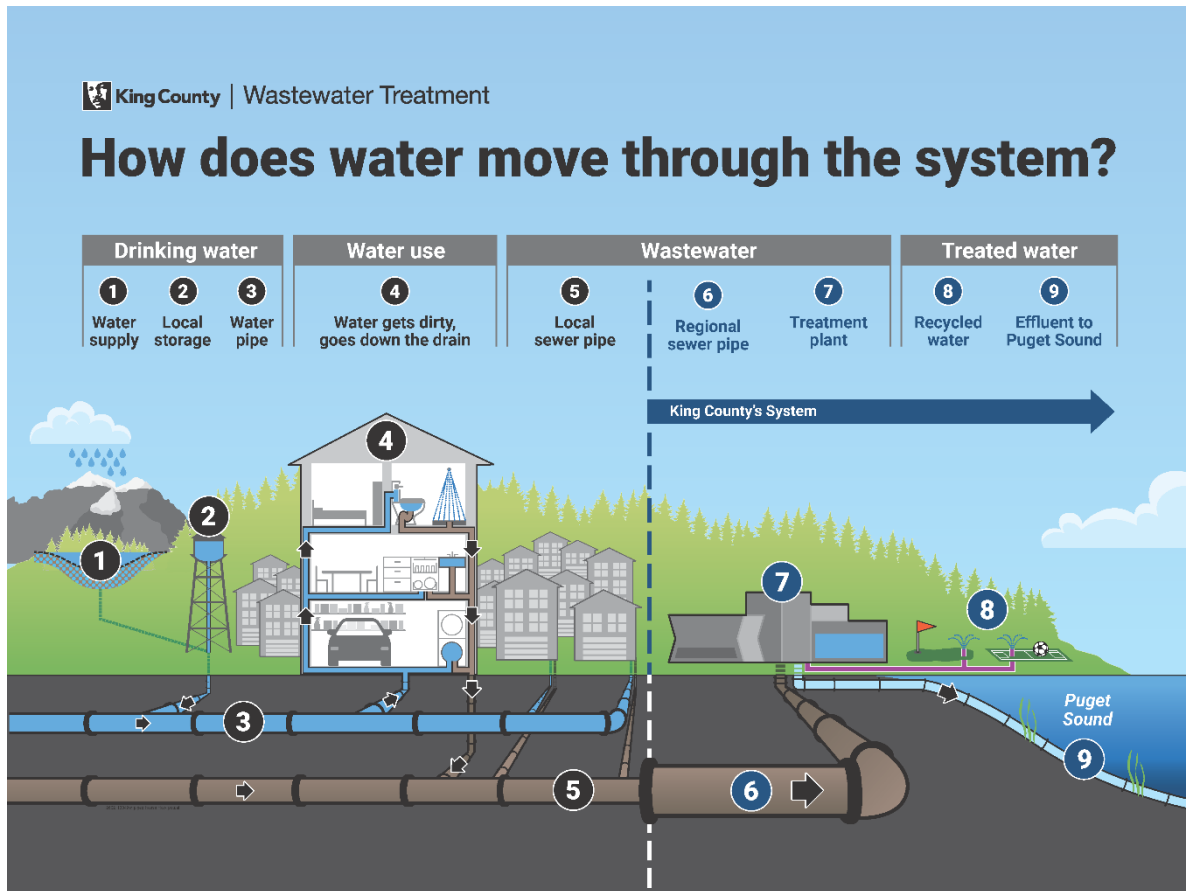 King County | Wastewater Treatment
How does water move through the system?
Drinking water
1
Water
supply
2
Local
storage
3
Water
pipe
Water use
4
Water gets dirty,
goes down the drain
Wastewater
5
Local
sewer pipe
6
Regional
sewer pipe
7
Treatment
plant
Treated water
8
Recycled
water
9
Effluent to
Puget Sound
King County's System
4
2
1
7
8
Puget
Sound
3
9
5
6